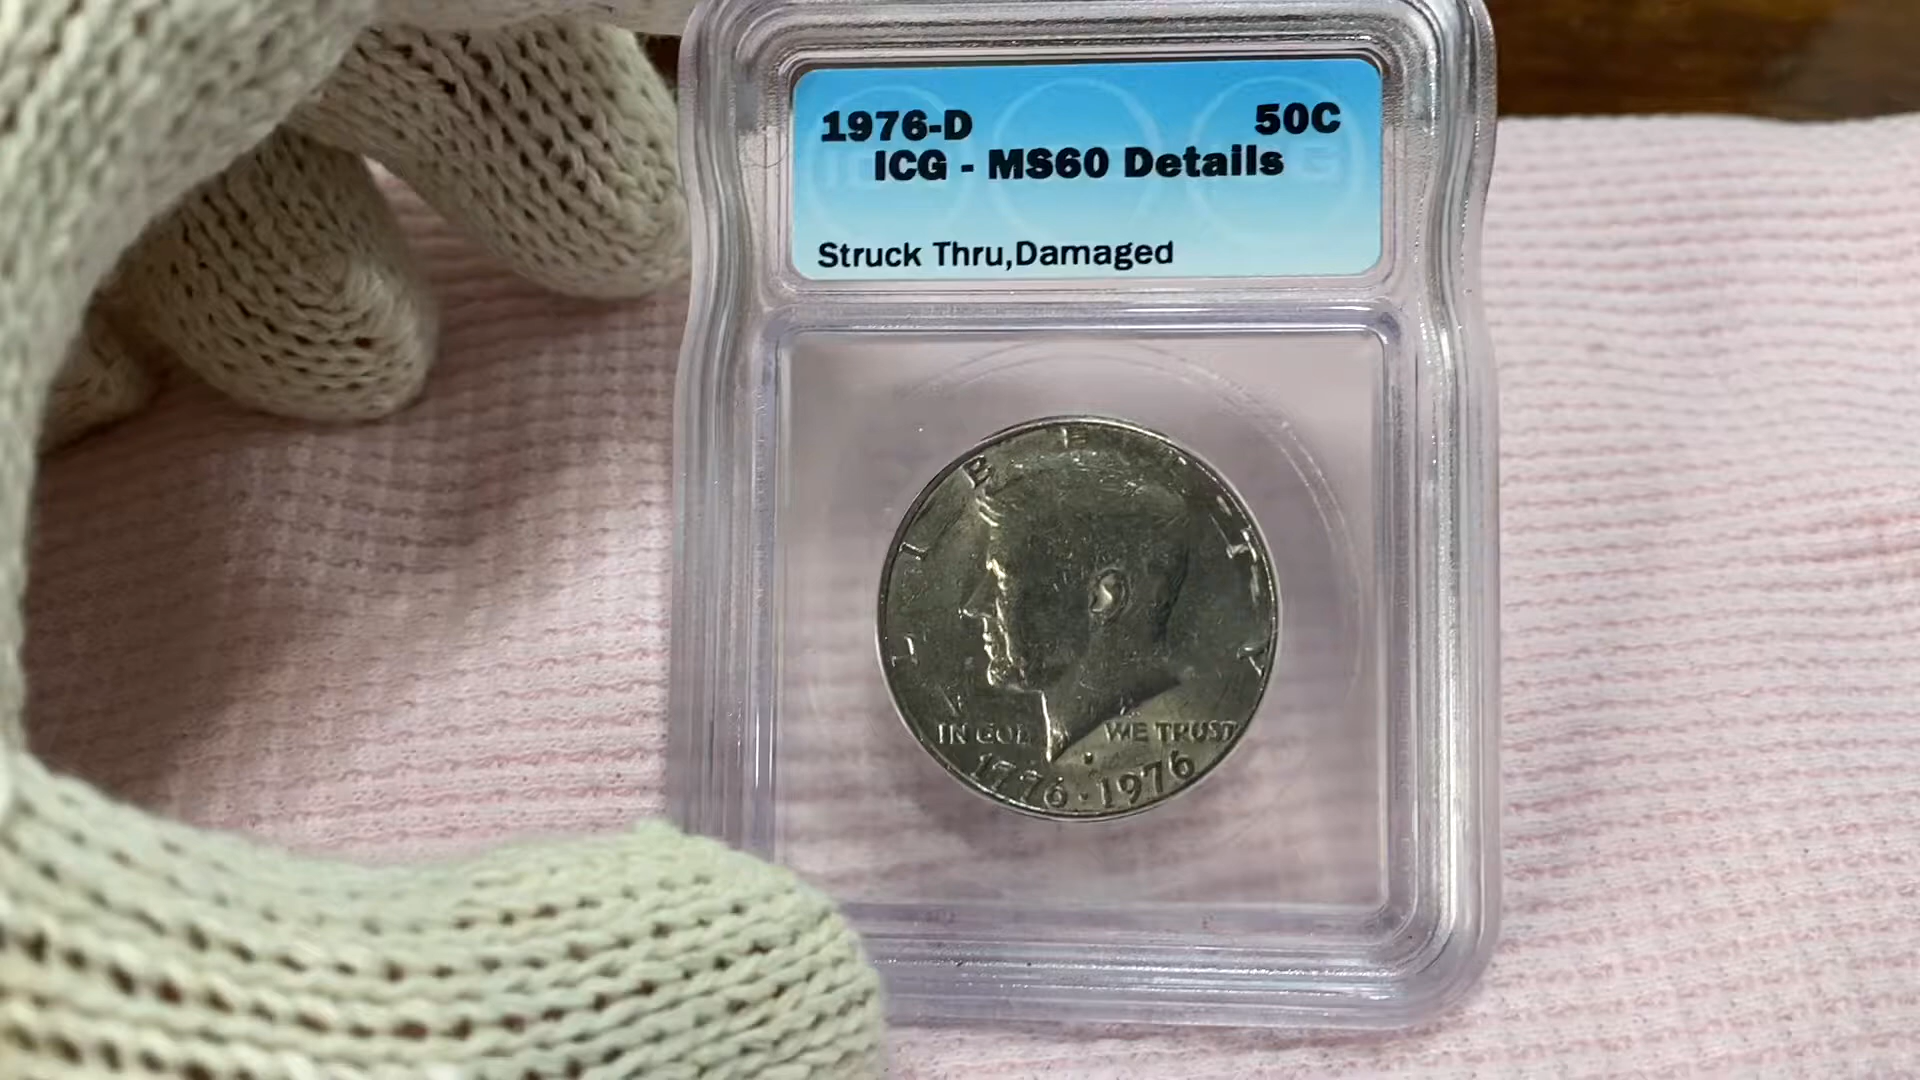 1976-D 50C
ICG - MS60 Details
Struck Thru,Damaged
LIBERTY
IN GOD WE TRUST
1776·1976